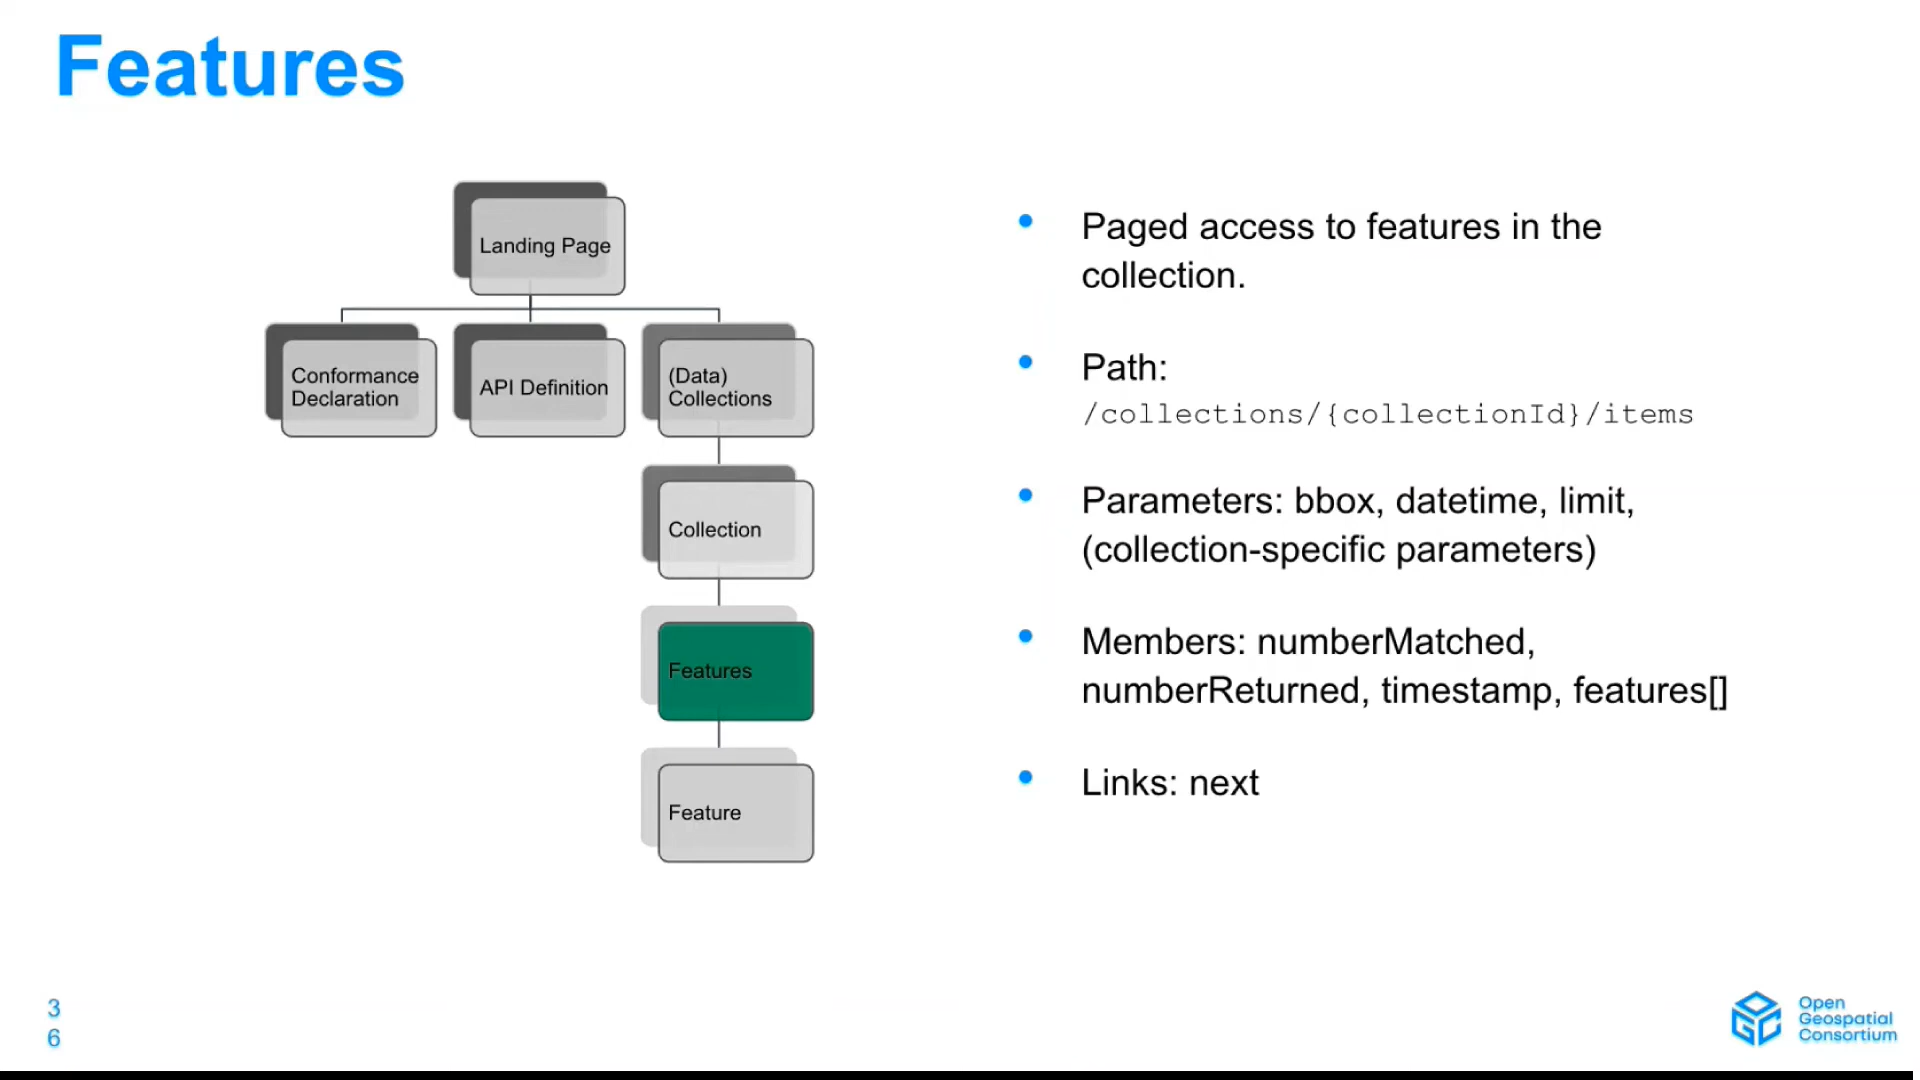 Features
Landing Page
Conformance
Declaration
API Definition
(Data)
Collections
Collection
Features
Feature
Paged access to features in the
collection.
Path:
/collections/{collectionId}/items
Parameters: bbox, datetime, limit,
(collection-specific parameters)
Members: numberMatched,
numberReturned, timestamp, features[]
Links: next
3
6
Open
Geospatial
Consortium